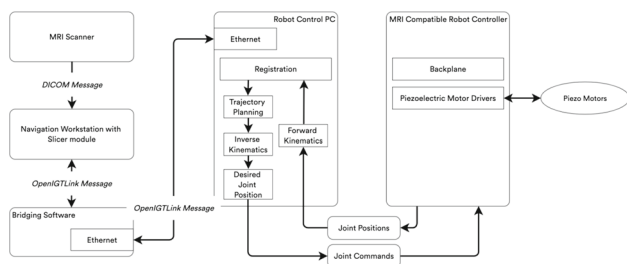 MRI Scanner
DICOM Message
Navigation Workstation with
Slicer module
OpenIGTLink Message
Bridging Software
Ethernet
OpenIGTLink Message
Robot Control PC
Ethernet
Registration
Trajectory
Planning
Inverse
Kinematics
Desired
Joint
Position
Forward
Kinematics
MRI Compatible Robot Controller
Backplane
Piezoelectric Motor Drivers
Piezo Motors
Joint Positions
Joint Commands